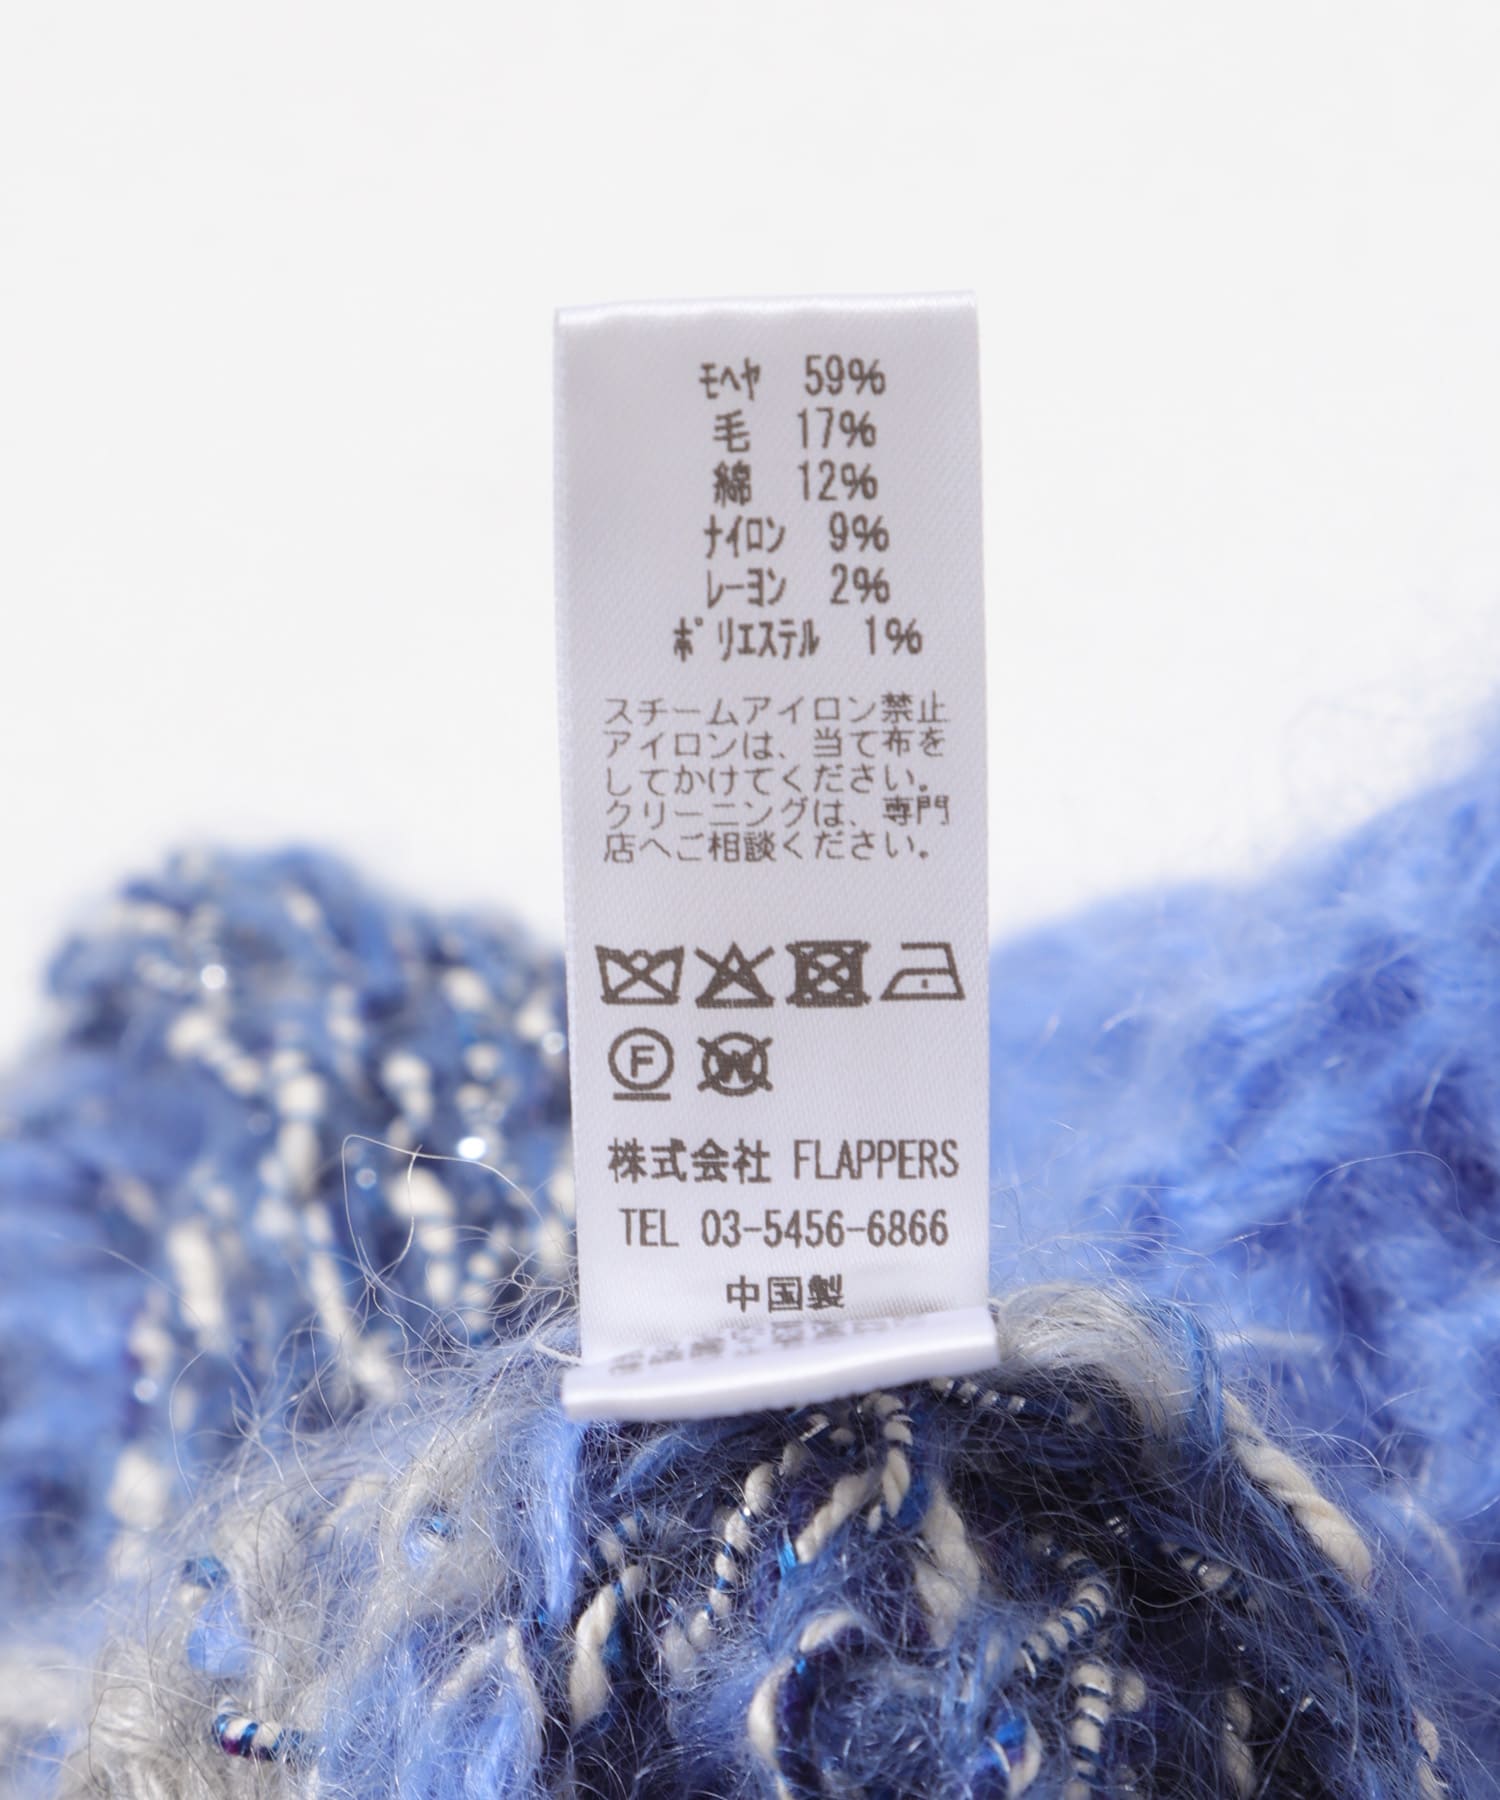 モヘヤ 59%
毛 17%
綿 12%
ナイロン 9%
レーヨン 2%
ポリエステル 1%
スチームアイロン禁止
アイロンは、当て布を
してかけてください。
クリーニングは、専門
店へご相談ください。
F W
株式会社 FLAPPERS
TEL 03-5456-6866
中国製